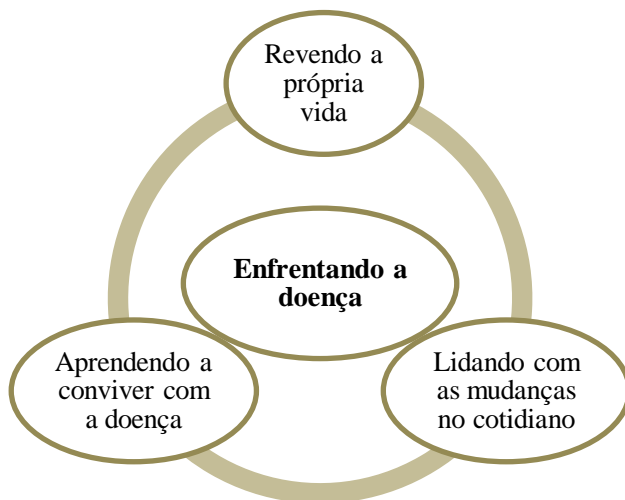 Revendo a
própria
vida
Enfrentando a
doença
Aprendendo a
conviver com
a doença
Lidando com
as mudanças
no cotidiano